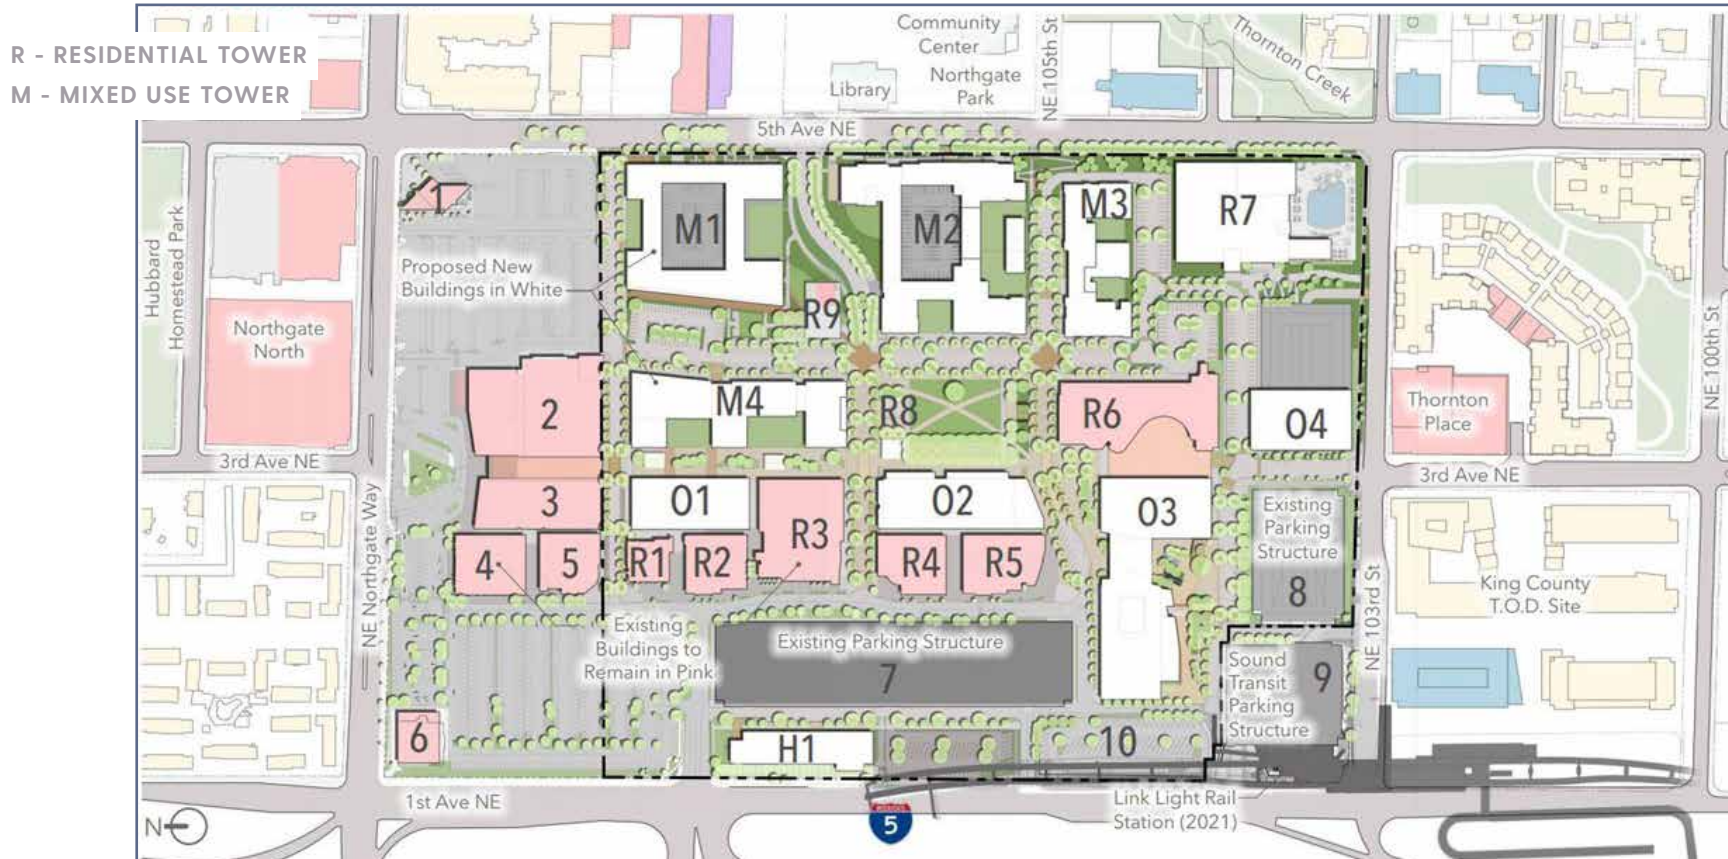 R - RESIDENTIAL TOWER
M - MIXED USE TOWER
Community
Center
Northgate
Park
Library
NE 105th St
Thornton Creek
5th Ave NE
Hubbard
Homestead Park
1
M1
M2
M3
R7
Proposed New
Buildings in White
R9
Northgate
North
2
M4
R8
R6
O4
Thornton
Place
NE 100th St
3rd Ave NE
3rd Ave NE
3
O1
R3
O2
O3
Existing
Parking
Structure
8
NE Northgate Way
4
5
R1
R2
R4
R5
King County
T.O.D. Site
NE 103rd St
Existing
Buildings to
Remain in Pink
Existing Parking Structure
7
Sound
Transit
Parking
Structure
9
6
H1
10
1st Ave NE
Link Light Rail
Station (2021)
N
5